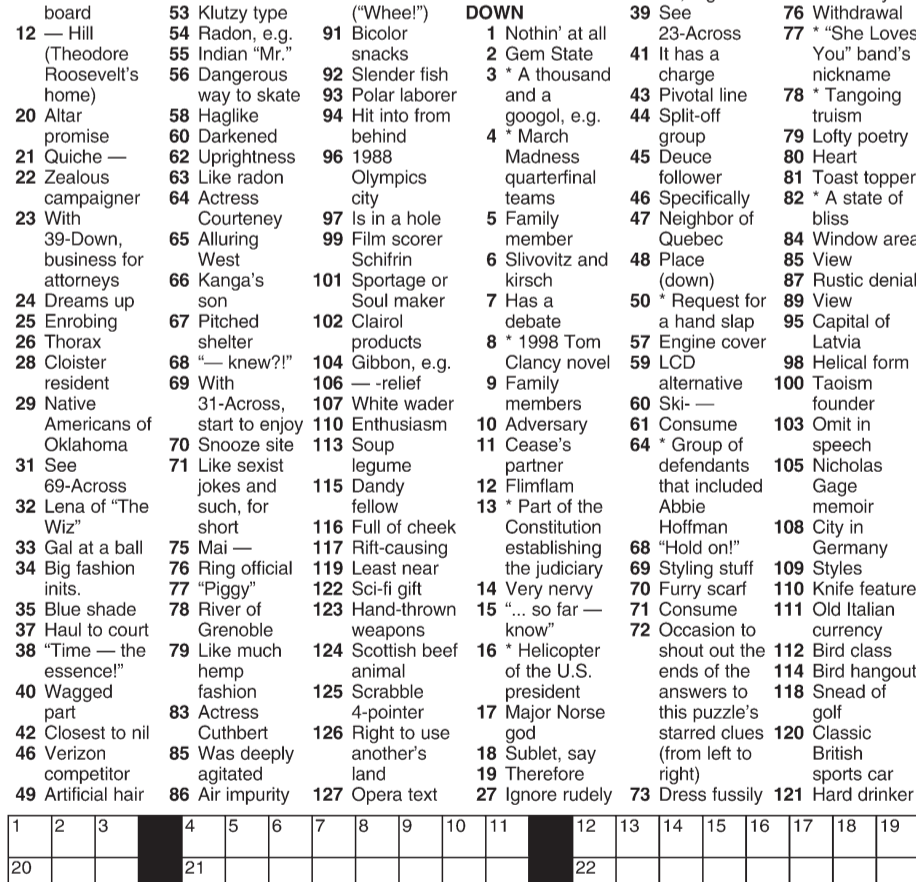 board
12 — Hill
(Theodore
Roosevelt's
home)
20 Altar
promise
21 Quiche —
22 Zealous
campaigner
23 With
39-Down,
business for
attorneys
24 Dreams up
25 Enrobing
26 Thorax
28 Cloister
resident
29 Native
Americans of
Oklahoma
31 See
69-Across
32 Lena of “The
Wiz”
33 Gal at a ball
34 Big fashion
inits.
35 Blue shade
37 Haul to court
38 “Time — the
essence!”
40 Wagged
part
42 Closest to nil
46 Verizon
competitor
49 Artificial hair
53 Klutzy type
54 Radon, e.g.
55 Indian “Mr.”
56 Dangerous
way to skate
58 Haglike
60 Darkened
62 Uprightness
63 Like radon
64 Actress
Courteney
65 Alluring
West
66 Kanga's
son
67 Pitched
shelter
68 “— knew?!”
69 With
31-Across,
start to enjoy
70 Snooze site
71 Like sexist
jokes and
such, for
short
75 Mai —
76 Ring official
77 “Piggy”
78 River of
Grenoble
79 Like much
hemp
fashion
83 Actress
Cuthbert
85 Was deeply
agitated
86 Air impurity
(“Whee!”)
91 Bicolor
snacks
92 Slender fish
93 Polar laborer
94 Hit into from
behind
96 1988
Olympics
city
97 Is in a hole
99 Film scorer
Schifrin
101 Sportage or
Soul maker
102 Clairol
products
104 Gibbon, e.g.
106 — -relief
107 White wader
110 Enthusiasm
113 Soup
legume
115 Dandy
fellow
116 Full of cheek
117 Rift-causing
119 Least near
122 Sci-fi gift
123 Hand-thrown
weapons
124 Scottish beef
animal
125 Scrabble
4-pointer
126 Right to use
another's
land
127 Opera text
DOWN
1 Nothin' at all
2 Gem State
3 * A thousand
and a
googol, e.g.
4 * March
Madness
quarterfinal
teams
5 Family
member
6 Slivovitz and
kirsch
7 Has a
debate
8 * 1998 Tom
Clancy novel
9 Family
members
10 Adversary
11 Cease's
partner
12 Flimflam
13 * Part of the
Constitution
establishing
the judiciary
14 Very nervy
15 “... so far —
know”
16 * Helicopter
of the U.S.
president
17 Major Norse
god
18 Sublet, say
19 Therefore
27 Ignore rudely
39 See
23-Across
41 It has a
charge
43 Pivotal line
44 Split-off
group
45 Deuce
follower
46 Specifically
47 Neighbor of
Quebec
48 Place
(down)
50 * Request for
a hand slap
57 Engine cover
59 LCD
alternative
60 Ski- —
61 Consume
64 * Group of
defendants
that included
Abbie
Hoffman
68 “Hold on!”
69 Styling stuff
70 Furry scarf
71 Consume
72 Occasion to
shout out the
ends of the
answers to
this puzzle's
starred clues
(from left to
right)
73 Dress fussily
76 Withdrawal
77 * “She Loves
You” band's
nickname
78 * Tangoing
truism
79 Lofty poetry
80 Heart
81 Toast topper
82 * A state of
bliss
84 Window area
85 View
87 Rustic denial
89 View
95 Capital of
Latvia
98 Helical form
100 Taoism
founder
103 Omit in
speech
105 Nicholas
Gage
memoir
108 City in
Germany
109 Styles
110 Knife feature
111 Old Italian
currency
112 Bird class
114 Bird hangout
118 Snead of
golf
120 Classic
British
sports car
121 Hard drinker
1 2 3 4 5 6 7 8 9 10 11 12 13 14 15 16 17 18 19
20 21 22